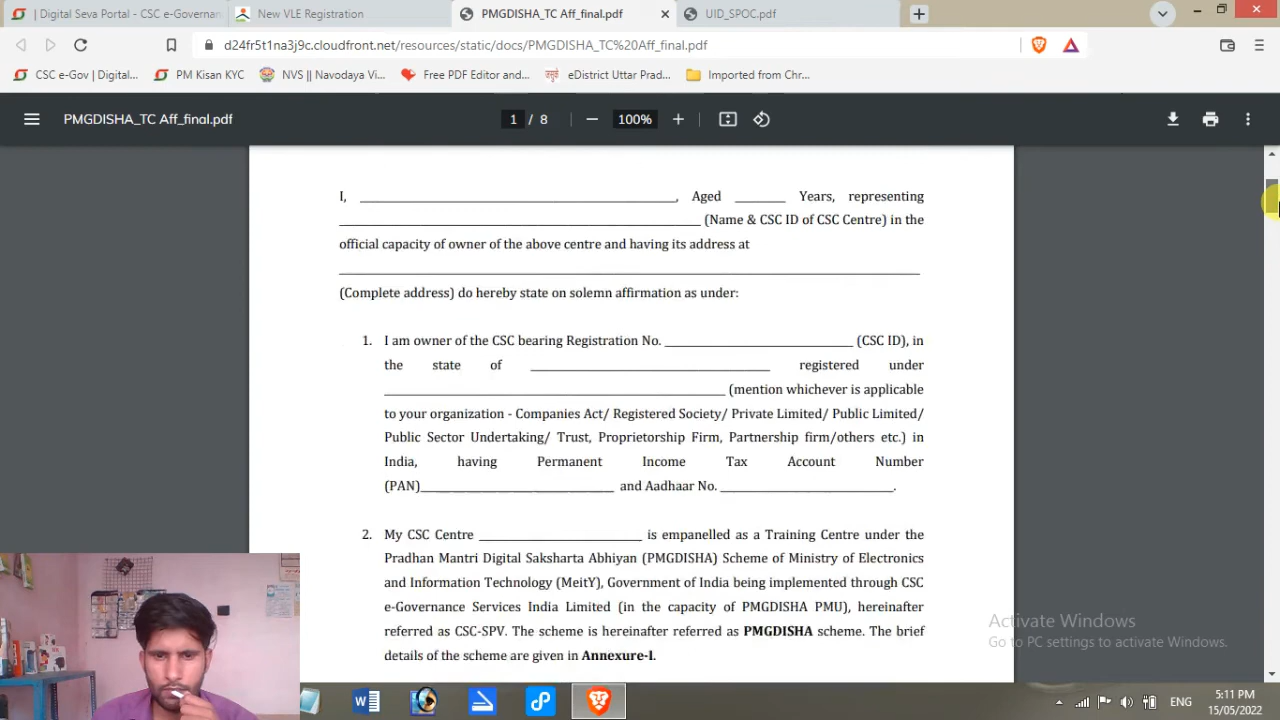 Digital Seva Portal - CSC e-Governan
New VLE Registration
PMGDISHA_TC Aff_final.pdf
UID_SPOC.pdf
d24fr5t1na3j9c.cloudfront.net/resources/static/docs/PMGDISHA_TC%20Aff_final.pdf
CSC e-Gov | Digital...
PM Kisan KYC
NVS || Navodaya Vi...
Free PDF Editor and...
eDistrict Uttar Prad...
Imported from Chr...
PMGDISHA_TC Aff_final.pdf
1 / 8
100%
I, ____________________, Aged ________ Years, representing
____________________ (Name & CSC ID of CSC Centre) in the
official capacity of owner of the above centre and having its address at
____________________
(Complete address) do hereby state on solemn affirmation as under:
1. I am owner of the CSC bearing Registration No. ____________________ (CSC ID), in
the state of ____________________ registered under
____________________ (mention whichever is applicable
to your organization - Companies Act/ Registered Society/ Private Limited/ Public Limited/
Public Sector Undertaking/ Trust, Proprietorship Firm, Partnership firm/others etc.) in
India, having Permanent Income Tax Account Number
(PAN)____________________ and Aadhaar No. ____________________.
2. My CSC Centre ____________________ is empanelled as a Training Centre under the
Pradhan Mantri Digital Saksharta Abhiyan (PMGDISHA) Scheme of Ministry of Electronics
and Information Technology (MeitY), Government of India being implemented through CSC
e-Governance Services India Limited (in the capacity of PMGDISHA PMU), hereinafter
referred as CSC-SPV. The scheme is hereinafter referred as PMGDISHA scheme. The brief
details of the scheme are given in Annexure-I.
Activate Windows
Go to PC settings to activate Windows.
ENG
5:11 PM
15/05/2022